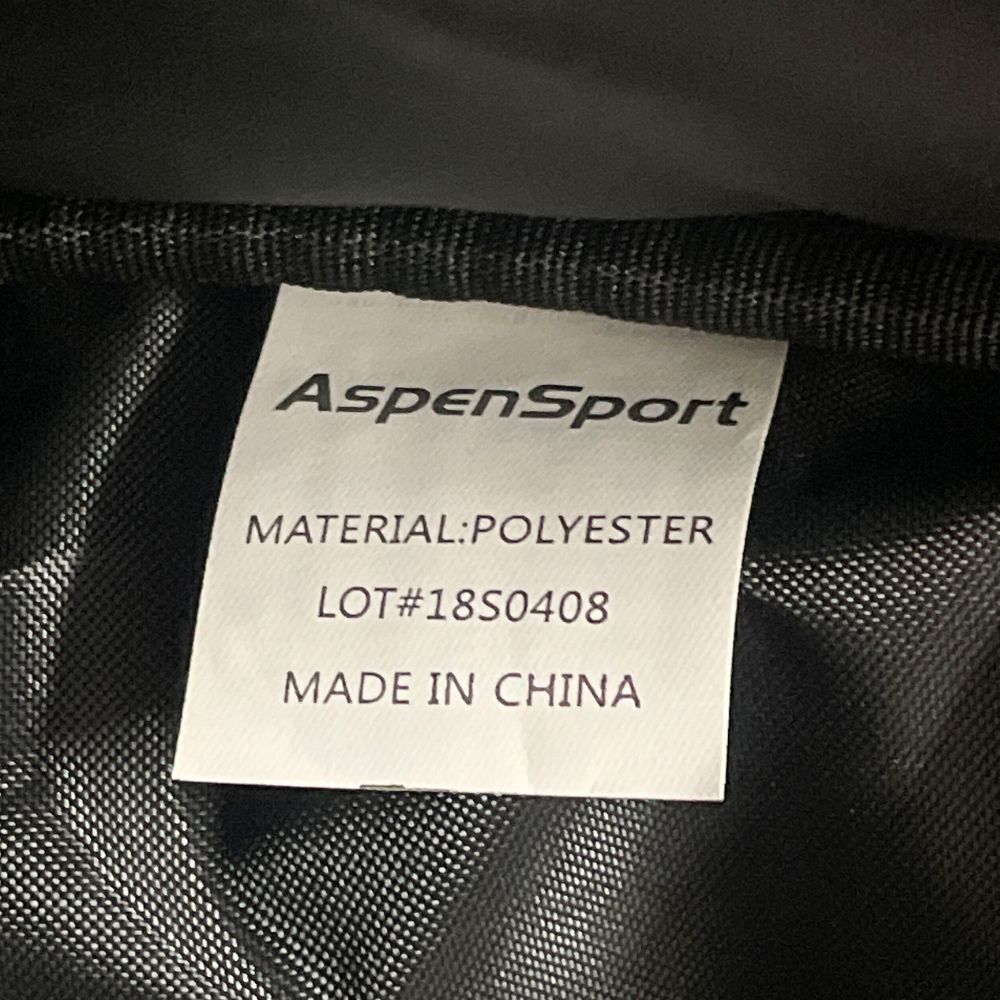 AspenSport
MATERIAL:POLYESTER
LOT#18S0408
MADE IN CHINA